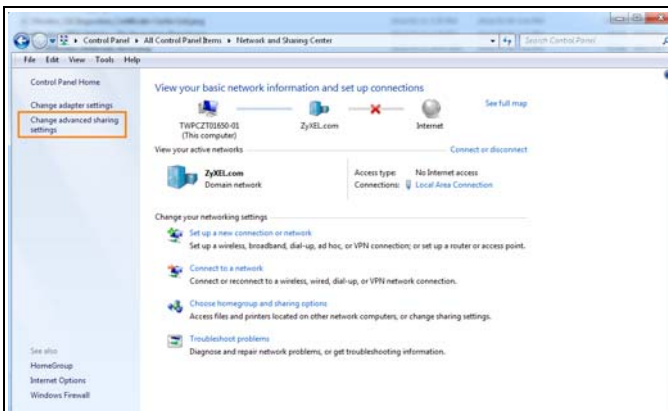 Control Panel ▸ All Control Panel Items ▸ Network and Sharing Center
Search Control Panel
File Edit View Tools Help
Control Panel Home
Change adapter settings
Change advanced sharing
settings
View your basic network information and set up connections
See full map
TWPCZT01650-01
(This computer)
ZyXEL.com
Internet
View your active networks
Connect or disconnect
ZyXEL.com
Domain network
Access type: No Internet access
Connections: Local Area Connection
Change your networking settings
Set up a new connection or network
Set up a wireless, broadband, dial-up, ad hoc, or VPN connection; or set up a router or access point.
Connect to a network
Connect or reconnect to a wireless, wired, dial-up, or VPN network connection.
Choose homegroup and sharing options
Access files and printers located on other network computers, or change sharing settings.
Troubleshoot problems
Diagnose and repair network problems, or get troubleshooting information.
See also
HomeGroup
Internet Options
Windows Firewall